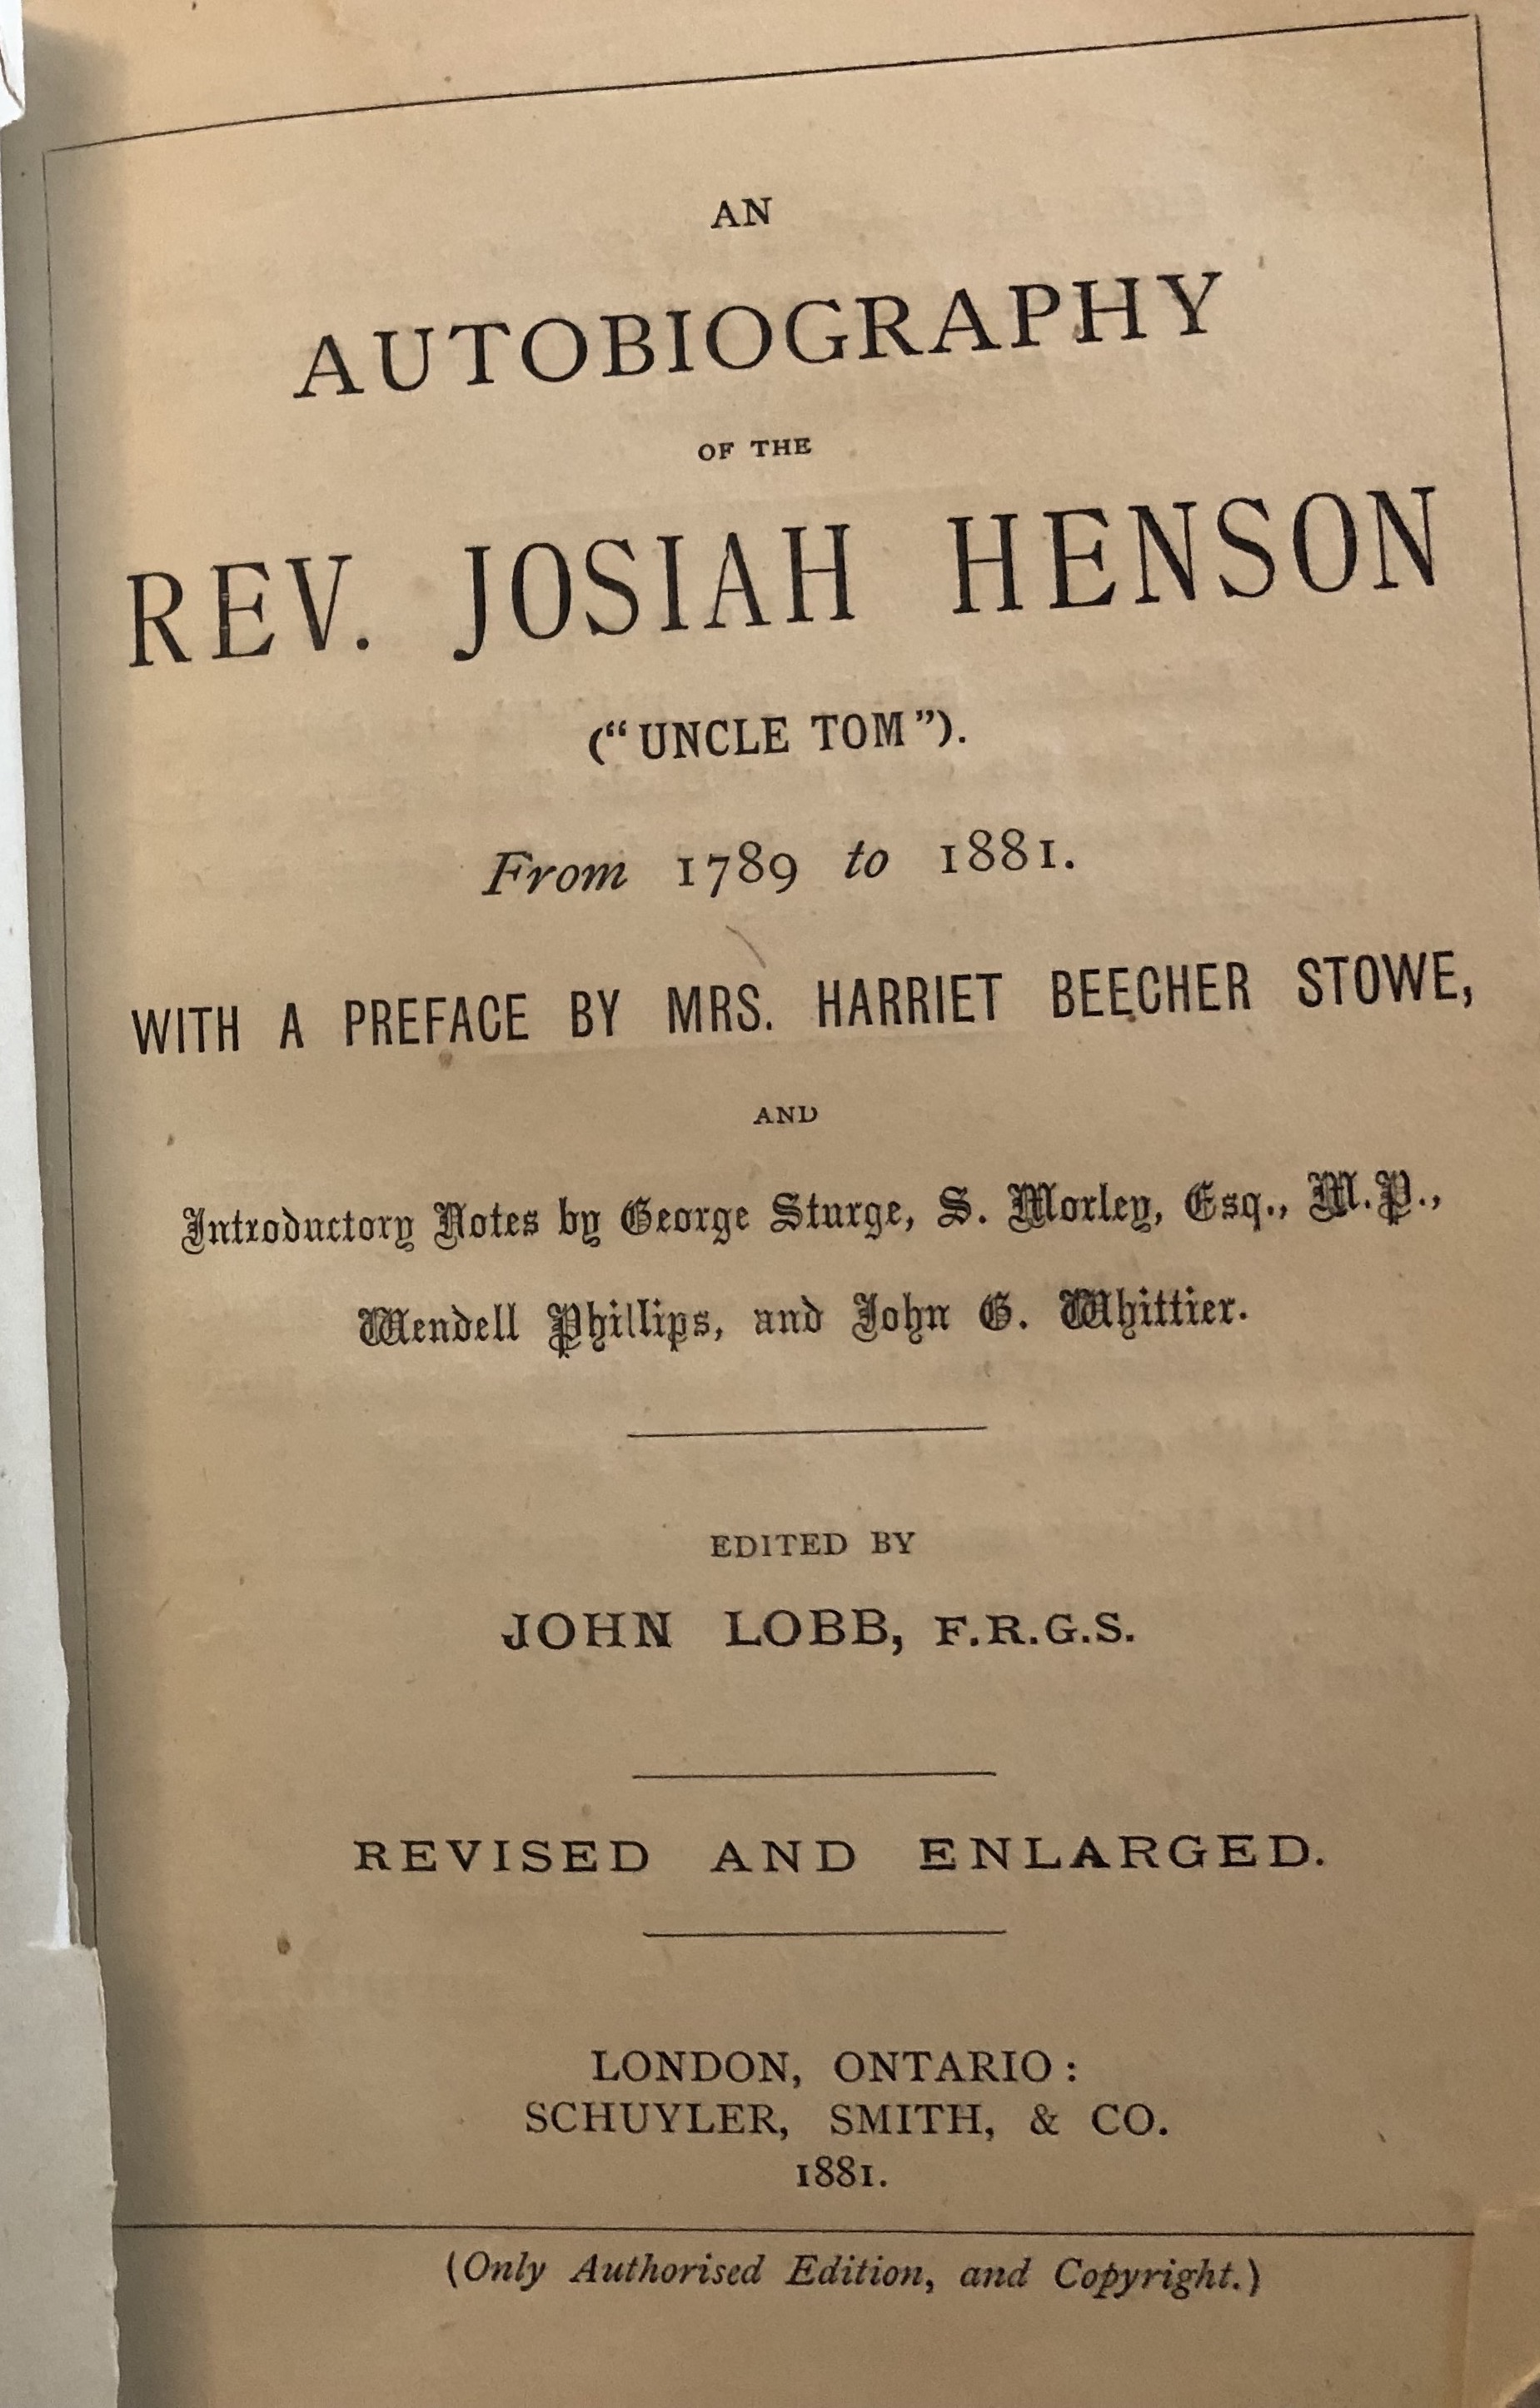 AN
AUTOBIOGRAPHY
OF THE
REV. JOSIAH HENSON
(“UNCLE TOM”).
From 1789 to 1881.
WITH A PREFACE BY MRS. HARRIET BEECHER STOWE,
AND
Introductory Notes by George Sturge, S. Morley, Esq., M.P.,
Wendell Phillips, and John G. Whittier.
EDITED BY
JOHN LOBB, F.R.G.S.
REVISED AND ENLARGED.
LONDON, ONTARIO:
SCHUYLER, SMITH, & CO.
1881.
(Only Authorised Edition, and Copyright.)